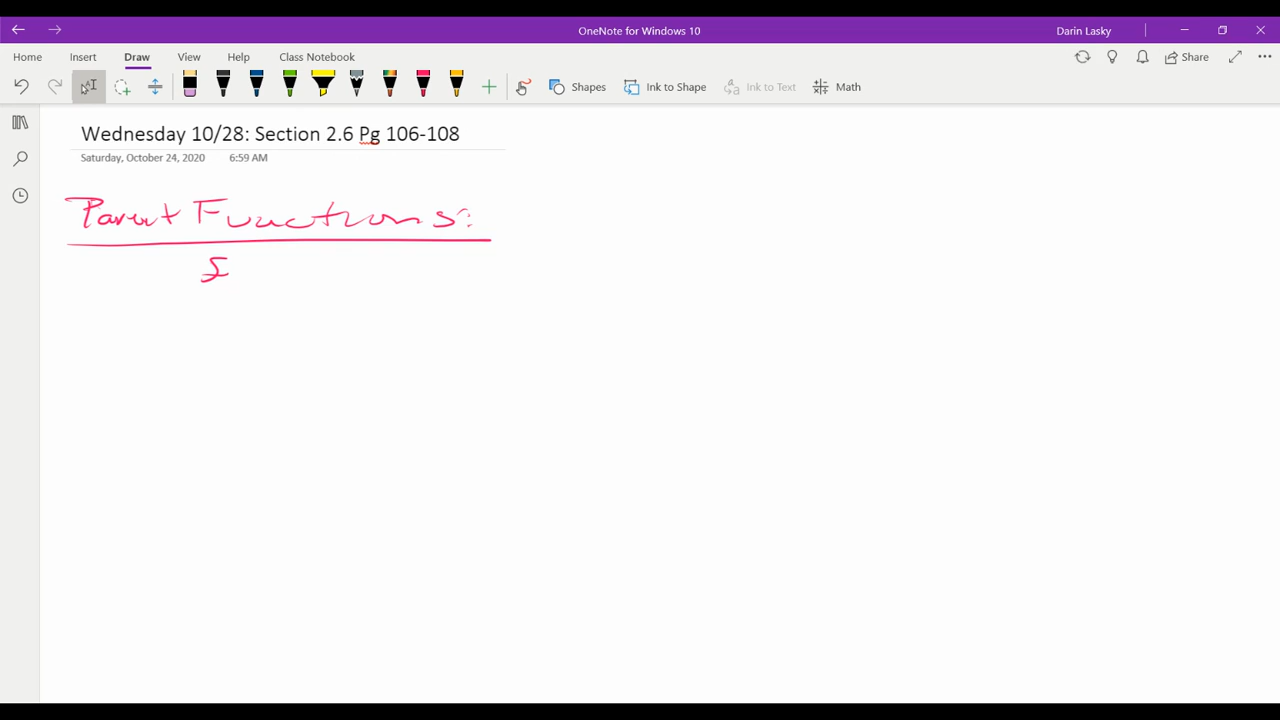 OneNote for Windows 10
Darin Lasky
Home Insert Draw View Help Class Notebook
Share
Shapes Ink to Shape Ink to Text Math
Wednesday 10/28: Section 2.6 Pg 106-108
Saturday, October 24, 2020 6:59 AM
Parent Functions: